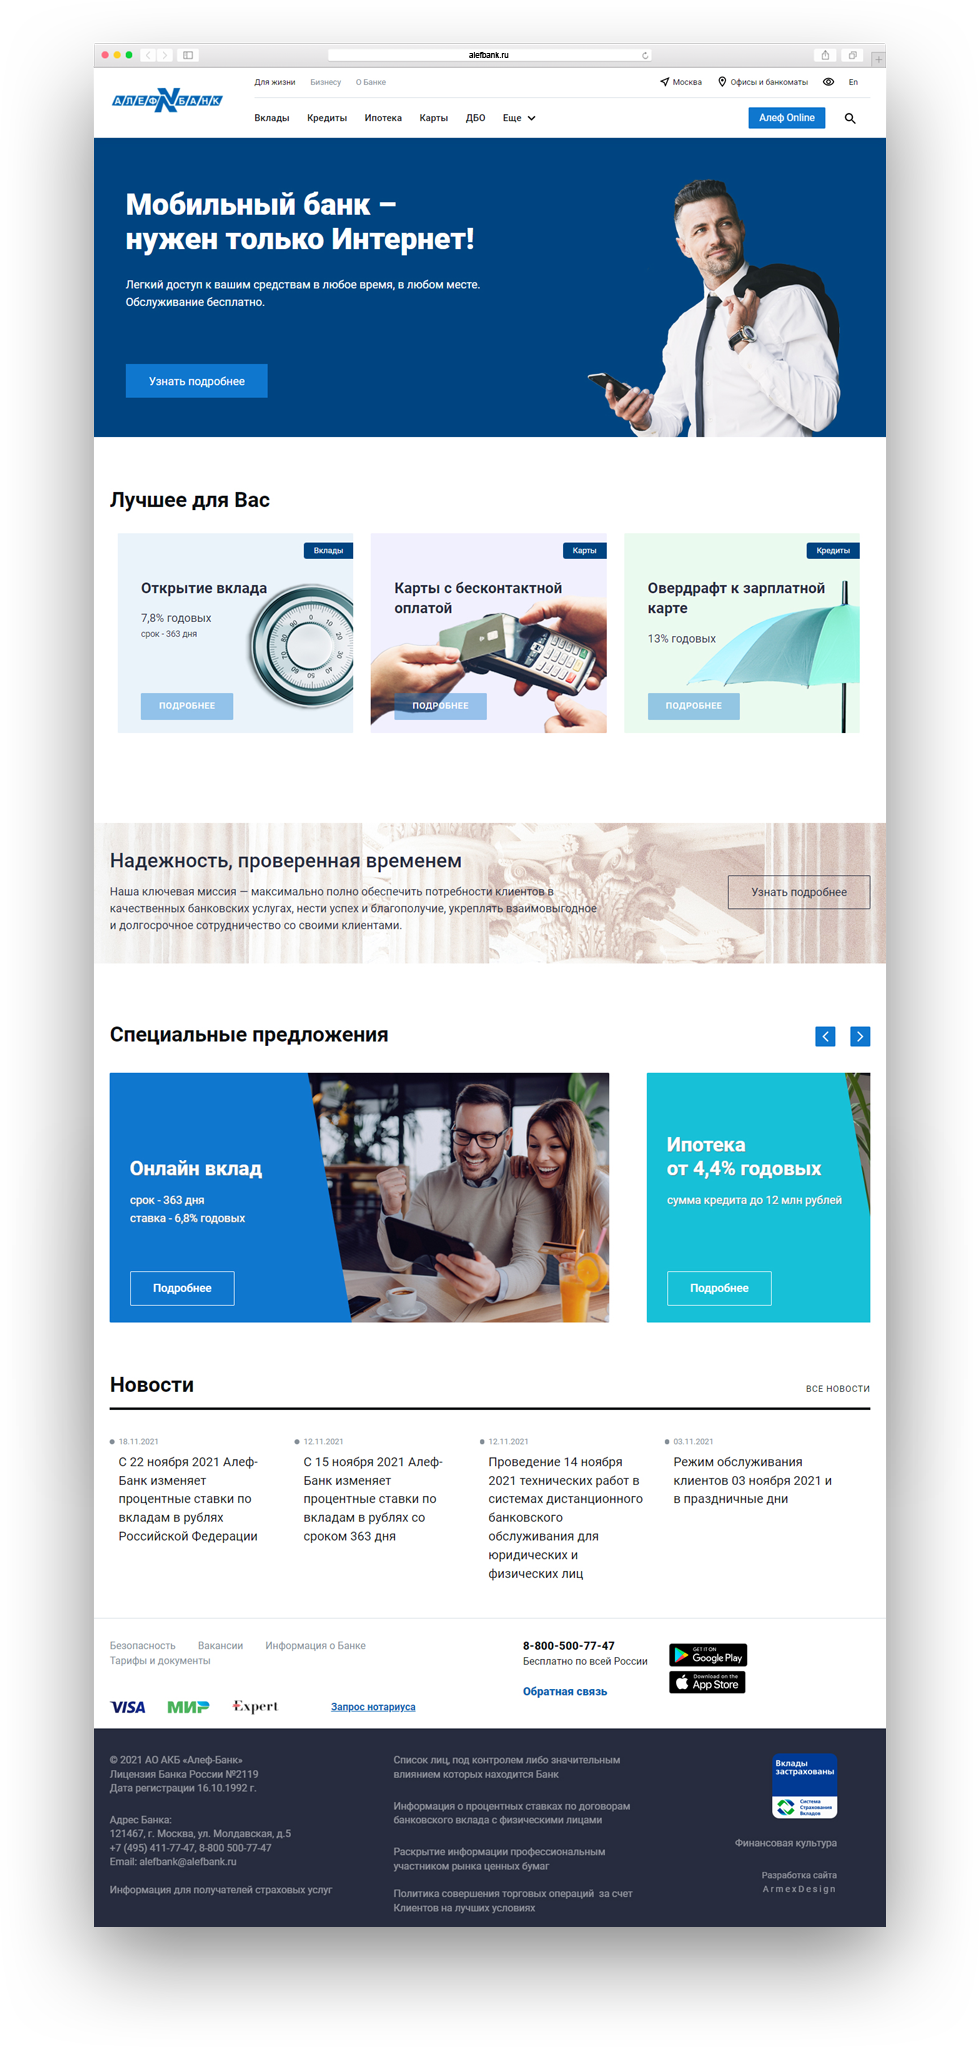 alefbank.ru
Для жизни Бизнесу О Банке Москва Офисы и банкоматы En
АЛЕФ БАНК
Вклады Кредиты Ипотека Карты ДБО Еще Алеф Online
Мобильный банк –
нужен только Интернет!
Легкий доступ к вашим средствам в любое время, в любом месте.
Обслуживание бесплатно.
Узнать подробнее
Лучшее для Вас
Вклады
Открытие вклада
7,8% годовых
срок - 363 дня
ПОДРОБНЕЕ
Карты
Карты с бесконтактной
оплатой
ПОДРОБНЕЕ
Кредиты
Овердрафт к зарплатной
карте
13% годовых
ПОДРОБНЕЕ
Надежность, проверенная временем
Наша ключевая миссия — максимально полно обеспечить потребности клиентов в
качественных банковских услугах, нести успех и благополучие, укреплять взаимовыгодное
и долгосрочное сотрудничество со своими клиентами.
Узнать подробнее
Специальные предложения
Онлайн вклад
срок - 363 дня
ставка - 6,8% годовых
Подробнее
Ипотека
от 4,4% годовых
сумма кредита до 12 млн рублей
Подробнее
Новости
ВСЕ НОВОСТИ
18.11.2021
С 22 ноября 2021 Алеф-
Банк изменяет
процентные ставки по
вкладам в рублях
Российской Федерации
12.11.2021
С 15 ноября 2021 Алеф-
Банк изменяет
процентные ставки по
вкладам в рублях со
сроком 363 дня
12.11.2021
Проведение 14 ноября
2021 технических работ в
системах дистанционного
банковского
обслуживания для
юридических и
физических лиц
03.11.2021
Режим обслуживания
клиентов 03 ноября 2021 и
в праздничные дни
Безопасность Вакансии Информация о Банке
Тарифы и документы
VISA МИР Expert Запрос нотариуса
8-800-500-77-47
Бесплатно по всей России
Обратная связь
GET IT ON
Google Play
Download on the
App Store
© 2021 АО АКБ «Алеф-Банк»
Лицензия Банка России №2119
Дата регистрации 16.10.1992 г.
Адрес Банка:
121467, г. Москва, ул. Молдавская, д.5
+7 (495) 411-77-47, 8-800 500-77-47
Email: alefbank@alefbank.ru
Информация для получателей страховых услуг
Список лиц, под контролем либо значительным
влиянием которых находится Банк
Информация о процентных ставках по договорам
банковского вклада с физическими лицами
Раскрытие информации профессиональным
участником рынка ценных бумаг
Политика совершения торговых операций за счет
Клиентов на лучших условиях
Вклады
застрахованы
Система
Страхования
Вкладов
Финансовая культура
Разработка сайта
ArmexDesign